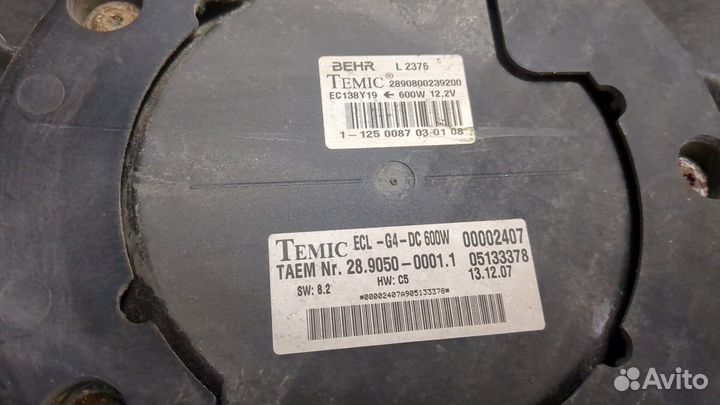 BEHR L 2376
TEMIC® 2890800239200
EC138Y19 ← 600W 12,2V
1-125 0087 03 01 08
TEMIC ECL -G4-DC 600W 00002407
TAEM Nr. 28.9050-0001.1 05133378
SW: 8.2 HW: C5 13.12.07
*00002407A905133378*
Avito